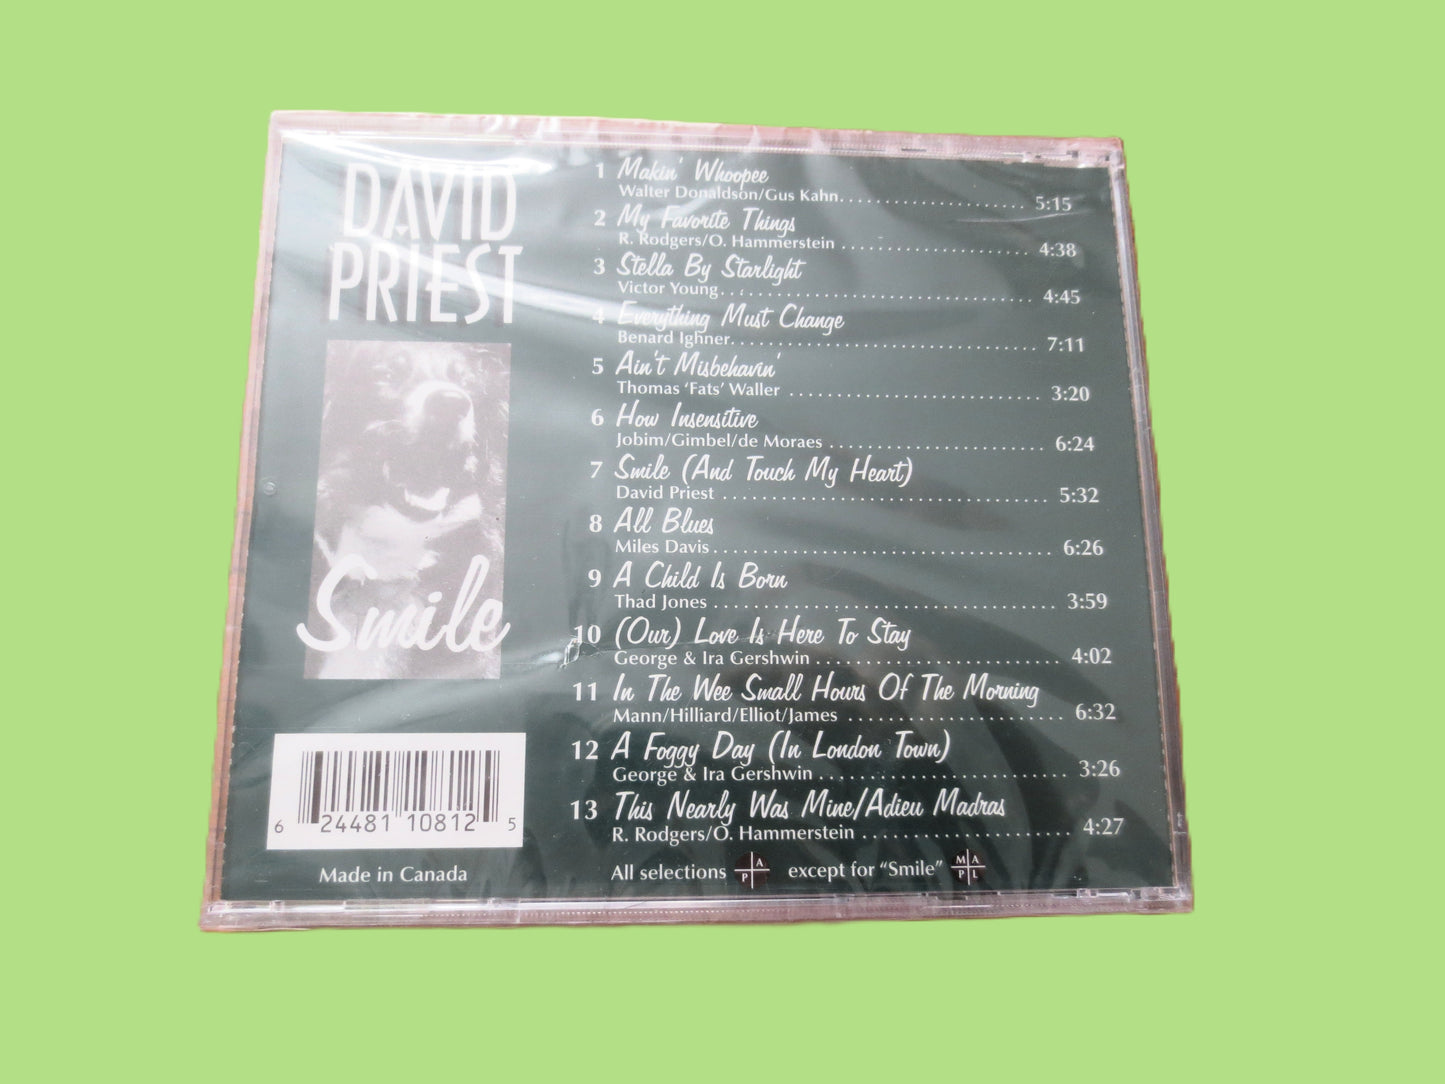 DAVID
PRIEST
Smile
1 Makin' Whoopee
Walter Donaldson/Gus Kahn. . . . . . . . . . . . . . . . . . . . 5:15
2 My Favorite Things
R. Rodgers/O. Hammerstein . . . . . . . . . . . . . . . . . . . . 4:38
3 Stella By Starlight
Victor Young. . . . . . . . . . . . . . . . . . . . . . . . . . . . . . . . . 4:45
4 Everything Must Change
Benard Ighner. . . . . . . . . . . . . . . . . . . . . . . . . . . . . . . . 7:11
5 Ain't Misbehavin'
Thomas ‘Fats’ Waller . . . . . . . . . . . . . . . . . . . . . . . . . . 3:20
6 How Insensitive
Jobim/Gimbel/de Moraes . . . . . . . . . . . . . . . . . . . . . . 6:24
7 Smile (And Touch My Heart)
David Priest . . . . . . . . . . . . . . . . . . . . . . . . . . . . . . . . . 5:32
8 All Blues
Miles Davis. . . . . . . . . . . . . . . . . . . . . . . . . . . . . . . . . . 6:26
9 A Child Is Born
Thad Jones . . . . . . . . . . . . . . . . . . . . . . . . . . . . . . . . . . 3:59
10 (Our) Love Is Here To Stay
George & Ira Gershwin . . . . . . . . . . . . . . . . . . . . . . . . 4:02
11 In The Wee Small Hours Of The Morning
Mann/Hilliard/Elliot/James . . . . . . . . . . . . . . . . . . . . . 6:32
12 A Foggy Day (In London Town)
George & Ira Gershwin . . . . . . . . . . . . . . . . . . . . . . . . 3:26
13 This Nearly Was Mine/Adieu Madras
R. Rodgers/O. Hammerstein . . . . . . . . . . . . . . . . . . . . 4:27
6 24481 10812 5
Made in Canada
All selections A P except for “Smile” M A P L